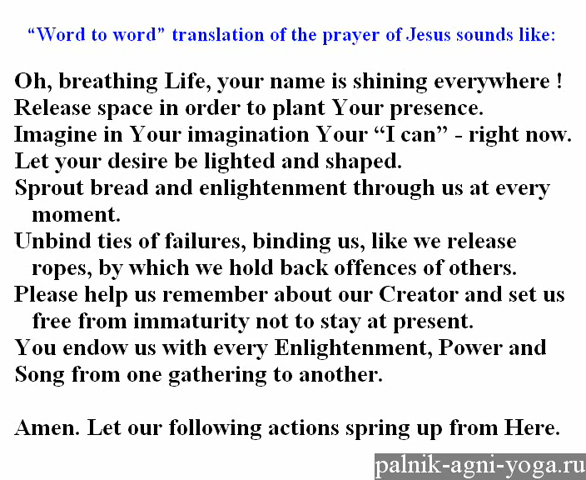 “Word to word” translation of the prayer of Jesus sounds like:
Oh, breathing Life, your name is shining everywhere !
Release space in order to plant Your presence.
Imagine in Your imagination Your “I can” - right now.
Let your desire be lighted and shaped.
Sprout bread and enlightenment through us at every
moment.
Unbind ties of failures, binding us, like we release
ropes, by which we hold back offences of others.
Please help us remember about our Creator and set us
free from immaturity not to stay at present.
You endow us with every Enlightenment, Power and
Song from one gathering to another.
Amen. Let our following actions spring up from Here.
palnik-agni-yoga.ru